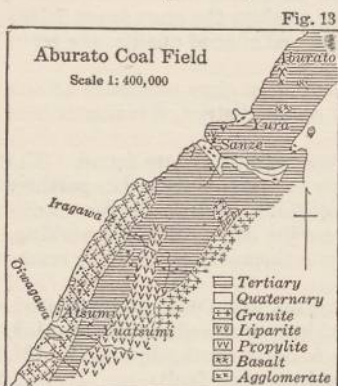 Fig. 13
Aburato Coal Field
Scale 1: 400,000
Aburato
Yura
Sanze
Iragawa
Ōiwagawa
Atsumi
Yuatsumi
Tertiary
Quaternary
Granite
Liparite
Propylite
Basalt
Agglomerate